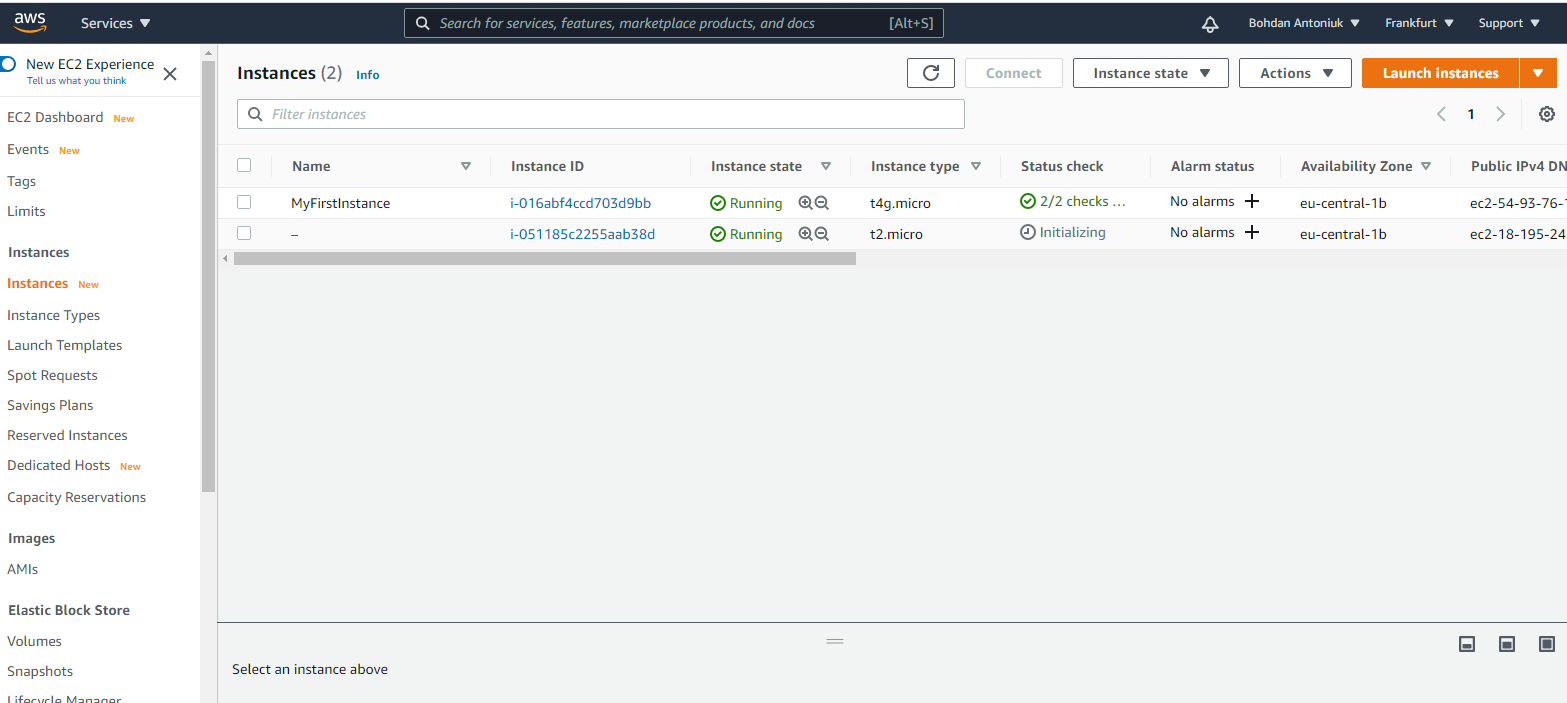 aws Services Search for services, features, marketplace products, and docs [Alt+S] Bohdan Antoniuk Frankfurt Support
New EC2 Experience
Tell us what you think
EC2 Dashboard New
Events New
Tags
Limits
Instances
Instances New
Instance Types
Launch Templates
Spot Requests
Savings Plans
Reserved Instances
Dedicated Hosts New
Capacity Reservations
Images
AMIs
Elastic Block Store
Volumes
Snapshots
Lifecycle Manager
Instances (2) Info Connect Instance state Actions Launch instances
Filter instances 1
Name Instance ID Instance state Instance type Status check Alarm status Availability Zone Public IPv4 DN
MyFirstInstance i-016abf4ccd703d9bb Running t4g.micro 2/2 checks ... No alarms + eu-central-1b ec2-54-93-76-1
– i-051185c2255aab38d Running t2.micro Initializing No alarms + eu-central-1b ec2-18-195-24
Select an instance above